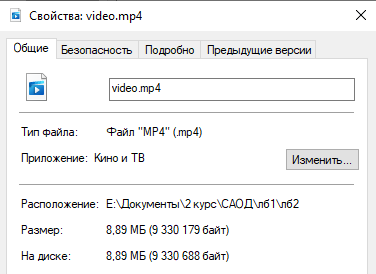 Свойства: video.mp4
Общие Безопасность Подробно Предыдущие версии
video.mp4
Тип файла: Файл "MP4" (.mp4)
Приложение: Кино и ТВ Изменить...
Расположение: E:\Документы\2 курс\САОД\лб1\лб2
Размер: 8,89 МБ (9 330 179 байт)
На диске: 8,89 МБ (9 330 688 байт)